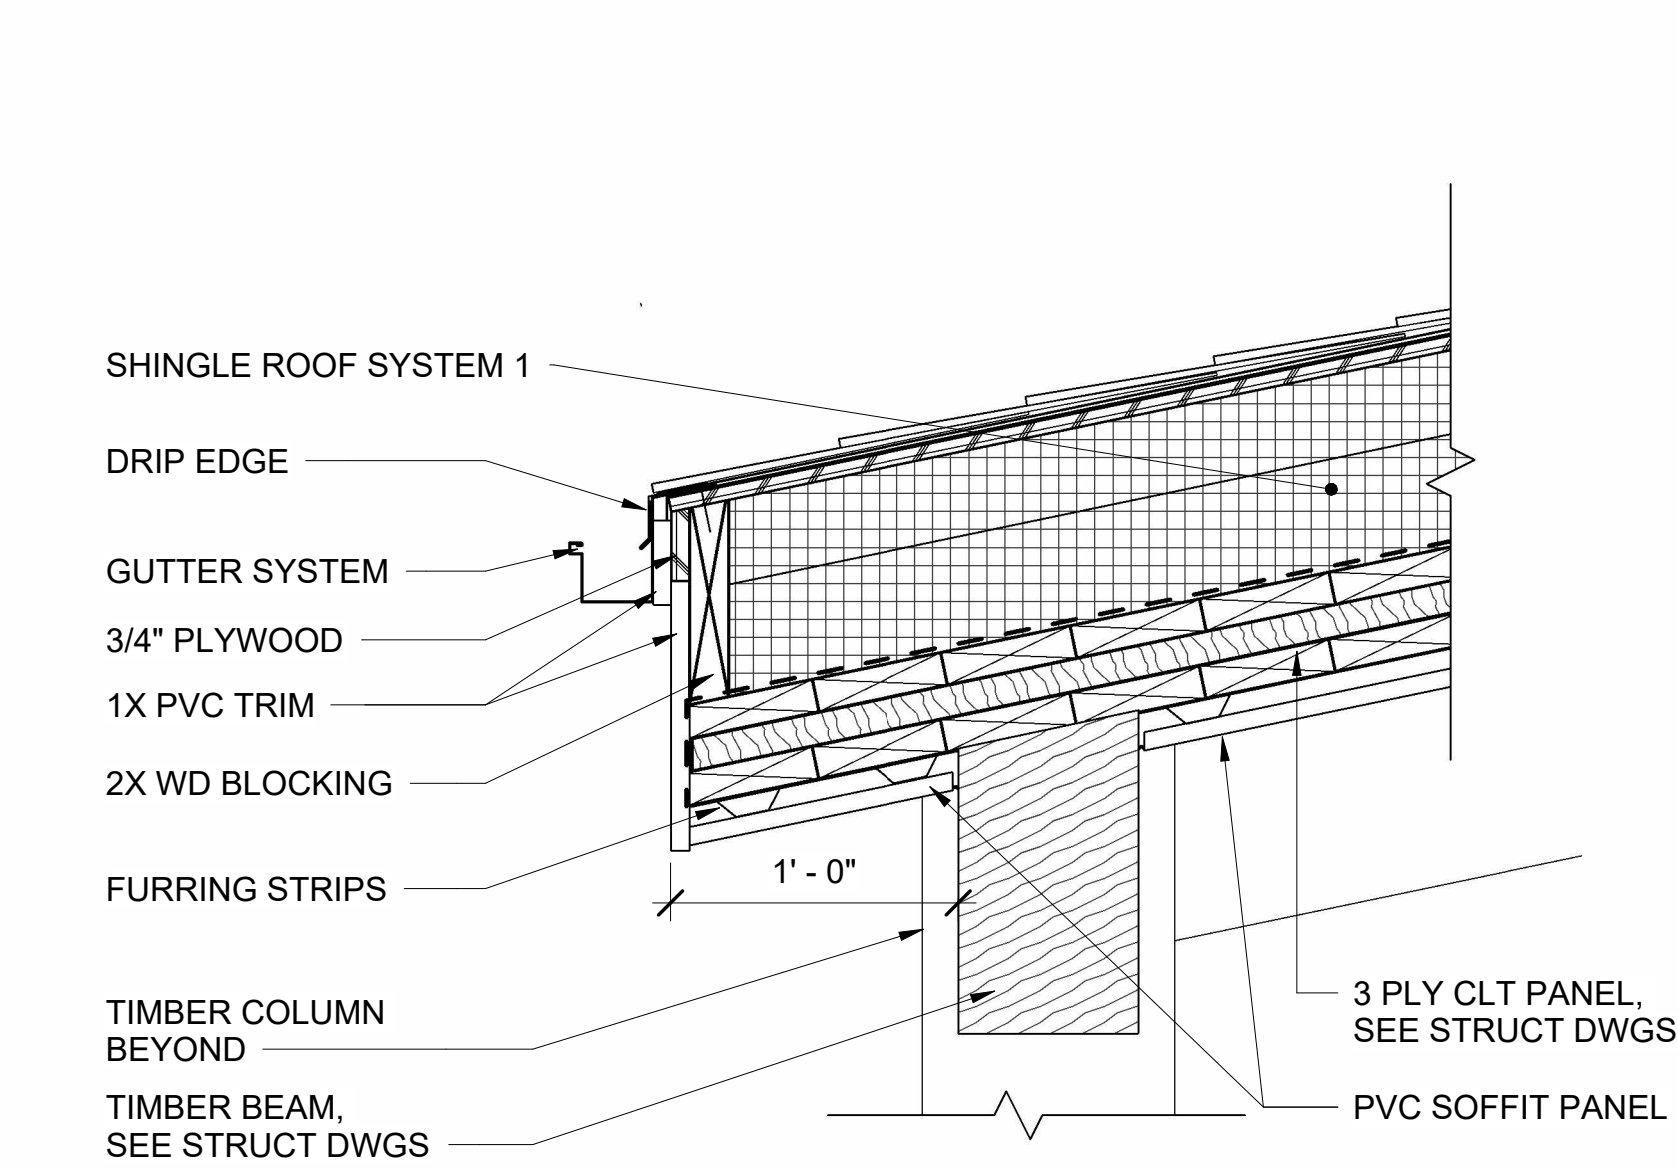 SHINGLE ROOF SYSTEM 1
DRIP EDGE
GUTTER SYSTEM
3/4" PLYWOOD
1X PVC TRIM
2X WD BLOCKING
FURRING STRIPS
1' - 0"
TIMBER COLUMN
BEYOND
TIMBER BEAM,
SEE STRUCT DWGS
3 PLY CLT PANEL,
SEE STRUCT DWGS
PVC SOFFIT PANEL